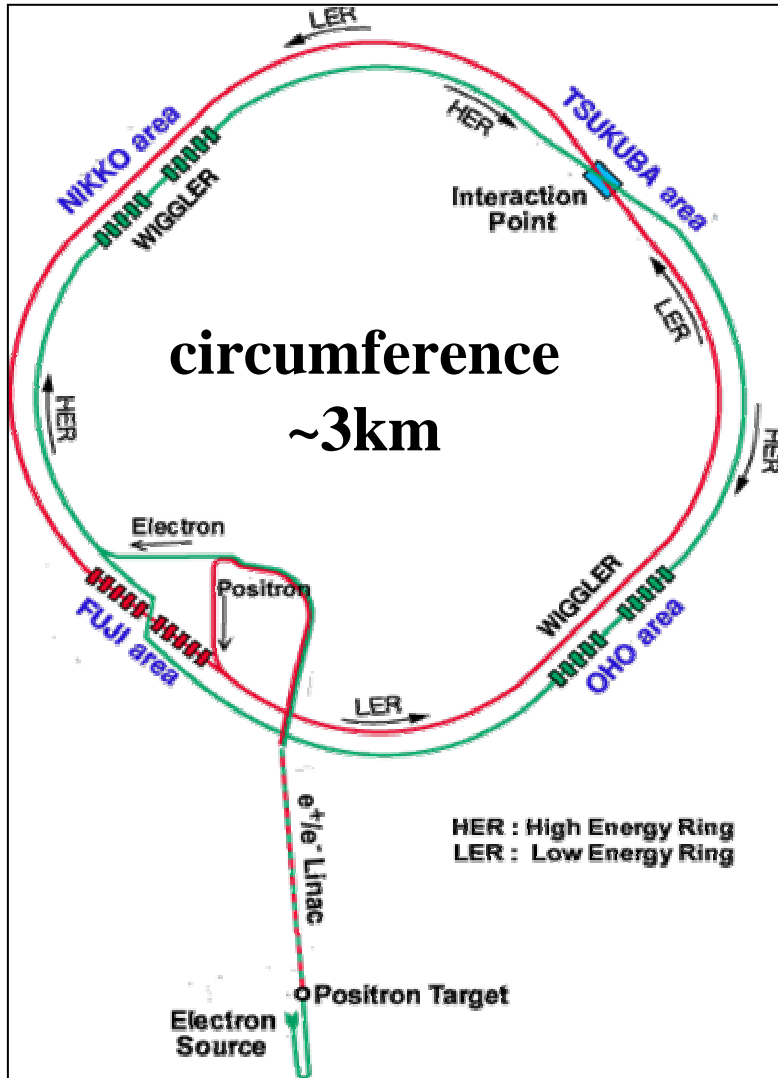 LER
HER
TSUKUBA area
NIKKO area
WIGGLER
Interaction
Point
LER
circumference
~3km
HER
HER
Electron
Positron
WIGGLER
FUJI area
OHO area
LER
e+/e- Linac
HER : High Energy Ring
LER : Low Energy Ring
Positron Target
Electron
Source